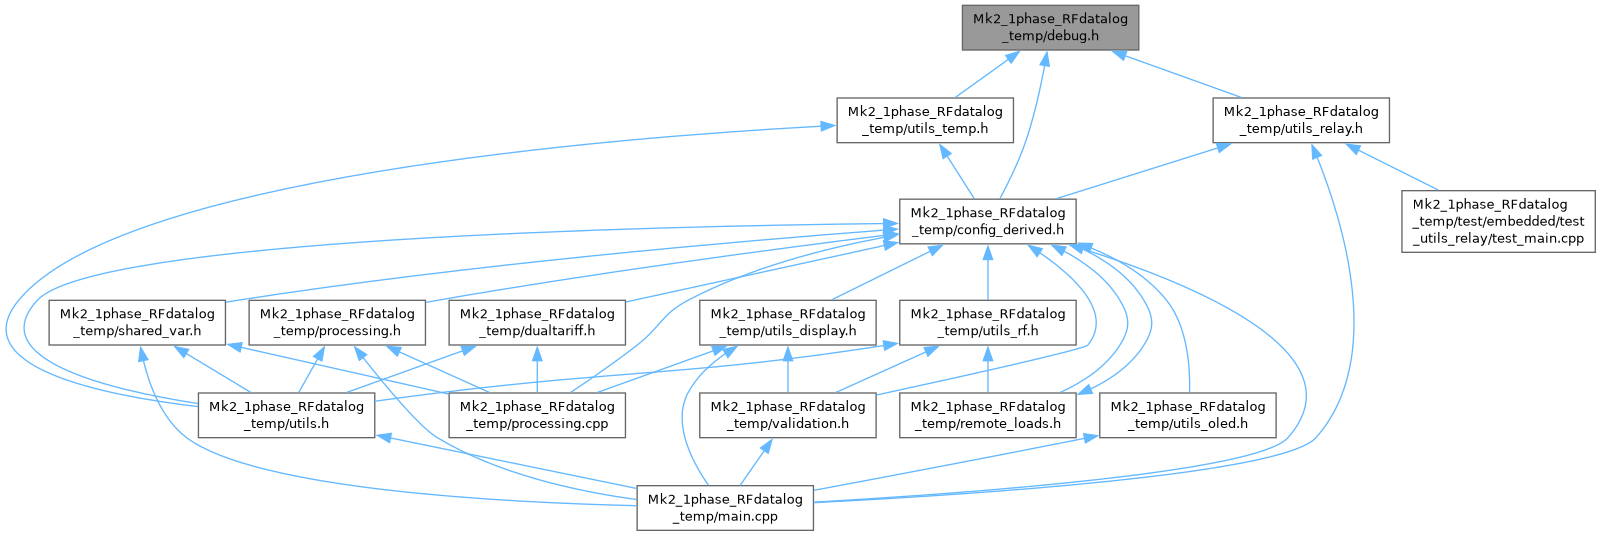 Mk2_1phase_RFdatalog
_temp/debug.h
Mk2_1phase_RFdatalog
_temp/utils_temp.h
Mk2_1phase_RFdatalog
_temp/utils_relay.h
Mk2_1phase_RFdatalog
_temp/config_derived.h
Mk2_1phase_RFdatalog
_temp/test/embedded/test
_utils_relay/test_main.cpp
Mk2_1phase_RFdatalog
_temp/shared_var.h
Mk2_1phase_RFdatalog
_temp/processing.h
Mk2_1phase_RFdatalog
_temp/dualtariff.h
Mk2_1phase_RFdatalog
_temp/utils_display.h
Mk2_1phase_RFdatalog
_temp/utils_rf.h
Mk2_1phase_RFdatalog
_temp/utils.h
Mk2_1phase_RFdatalog
_temp/processing.cpp
Mk2_1phase_RFdatalog
_temp/validation.h
Mk2_1phase_RFdatalog
_temp/remote_loads.h
Mk2_1phase_RFdatalog
_temp/utils_oled.h
Mk2_1phase_RFdatalog
_temp/main.cpp